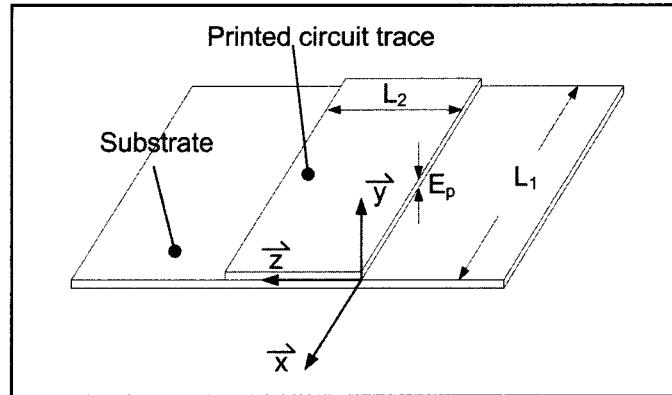 Printed circuit trace
L2
Substrate
Ep
L1
y
z
x